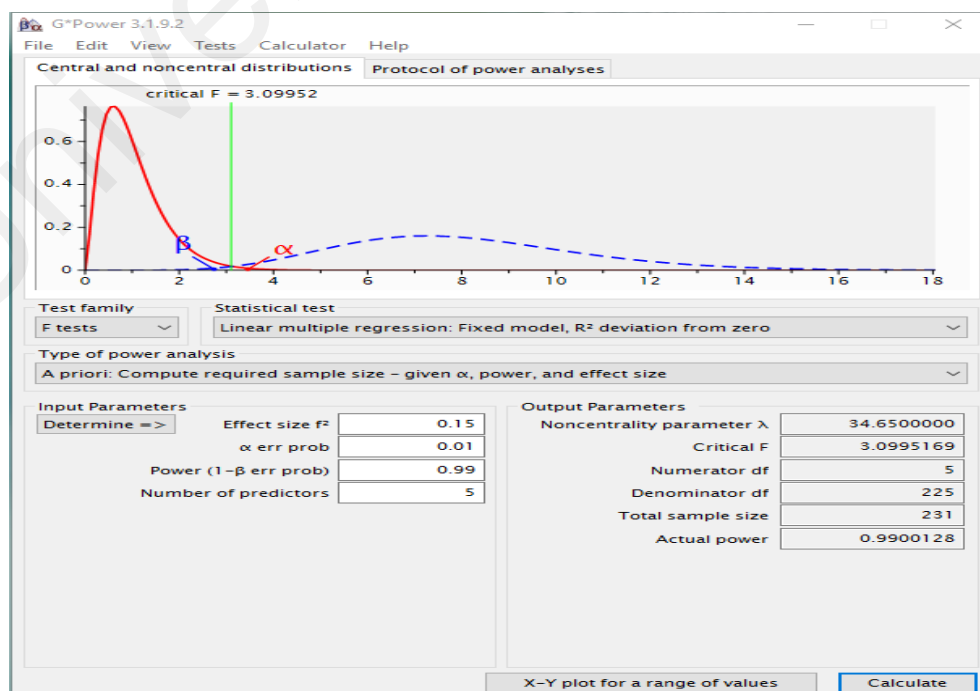 G*Power 3.1.9.2
File Edit View Tests Calculator Help
Central and noncentral distributions Protocol of power analyses
critical F = 3.09952
0.6
0.4
0.2
0
β α
0 2 4 6 8 10 12 14 16 18
Test family Statistical test
F tests Linear multiple regression: Fixed model, R² deviation from zero
Type of power analysis
A priori: Compute required sample size – given α, power, and effect size
Input Parameters
Determine => Effect size f² 0.15
α err prob 0.01
Power (1–β err prob) 0.99
Number of predictors 5
Output Parameters
Noncentrality parameter λ 34.6500000
Critical F 3.0995169
Numerator df 5
Denominator df 225
Total sample size 231
Actual power 0.9900128
X–Y plot for a range of values Calculate